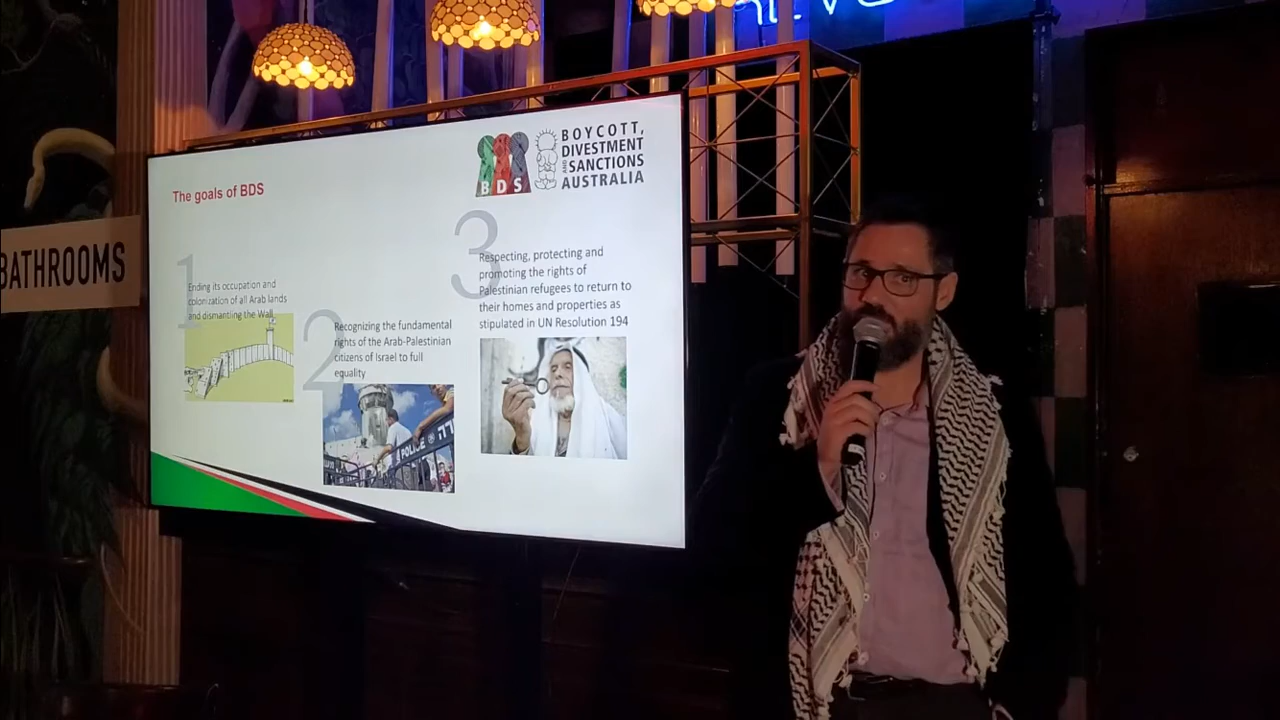 BATHROOMS
The goals of BDS
BOYCOTT,
DIVESTMENT
AND SANCTIONS
AUSTRALIA
BDS
1
Ending its occupation and
colonization of all Arab lands
and dismantling the Wall
2
Recognizing the fundamental
rights of the Arab-Palestinian
citizens of Israel to full
equality
POLICE
3
Respecting, protecting and
promoting the rights of
Palestinian refugees to return to
their homes and properties as
stipulated in UN Resolution 194